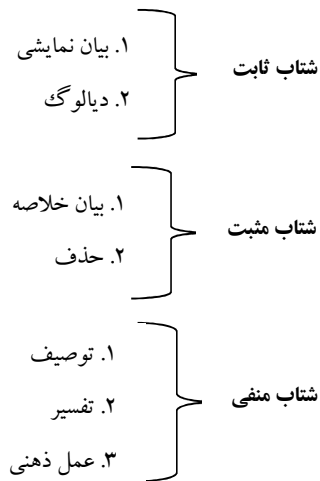 شتاب ثابت
۱. بیان نمایشی
۲. دیالوگ
شتاب مثبت
۱. بیان خلاصه
۲. حذف
شتاب منفی
۱. توصیف
۲. تفسیر
۳. عمل ذهنی